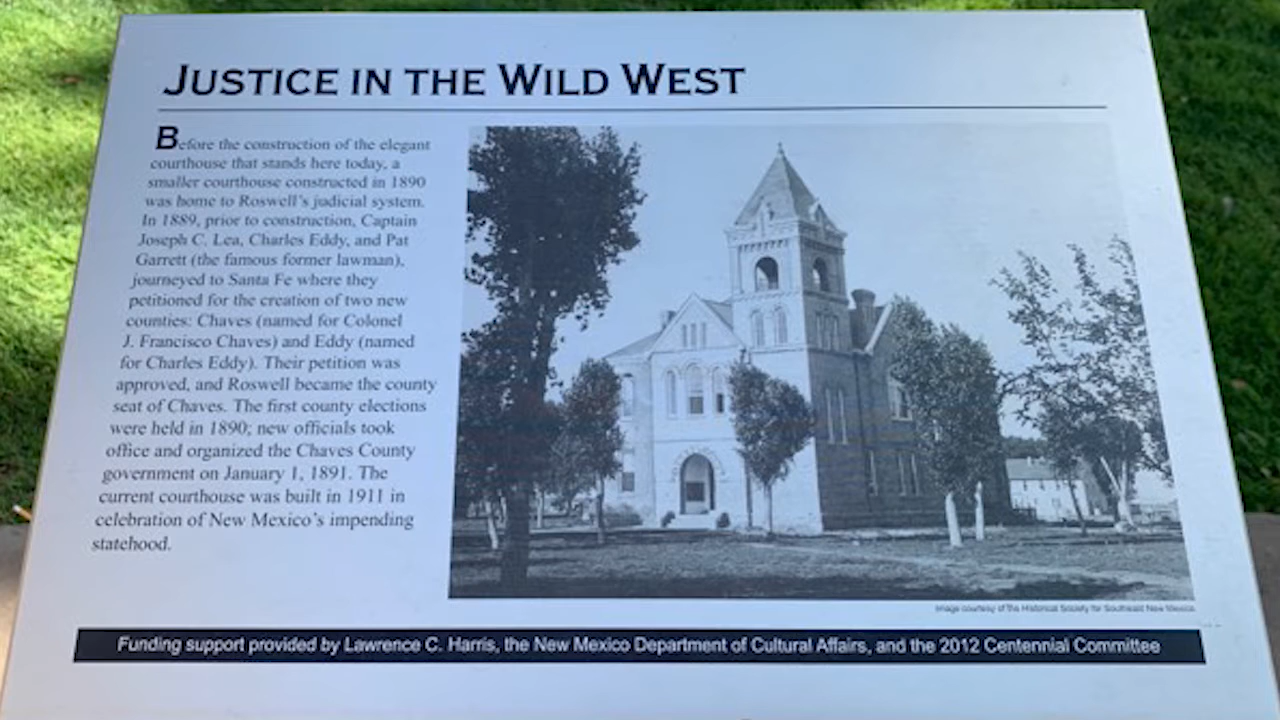 JUSTICE IN THE WILD WEST
Before the construction of the elegant
courthouse that stands here today, a
smaller courthouse constructed in 1890
was home to Roswell's judicial system.
In 1889, prior to construction, Captain
Joseph C. Lea, Charles Eddy, and Pat
Garrett (the famous former lawman),
journeyed to Santa Fe where they
petitioned for the creation of two new
counties: Chaves (named for Colonel
J. Francisco Chaves) and Eddy (named
for Charles Eddy). Their petition was
approved, and Roswell became the county
seat of Chaves. The first county elections
were held in 1890; new officials took
office and organized the Chaves County
government on January 1, 1891. The
current courthouse was built in 1911 in
celebration of New Mexico's impending
statehood.
Image courtesy of The Historical Society for Southeast New Mexico.
Funding support provided by Lawrence C. Harris, the New Mexico Department of Cultural Affairs, and the 2012 Centennial Committee